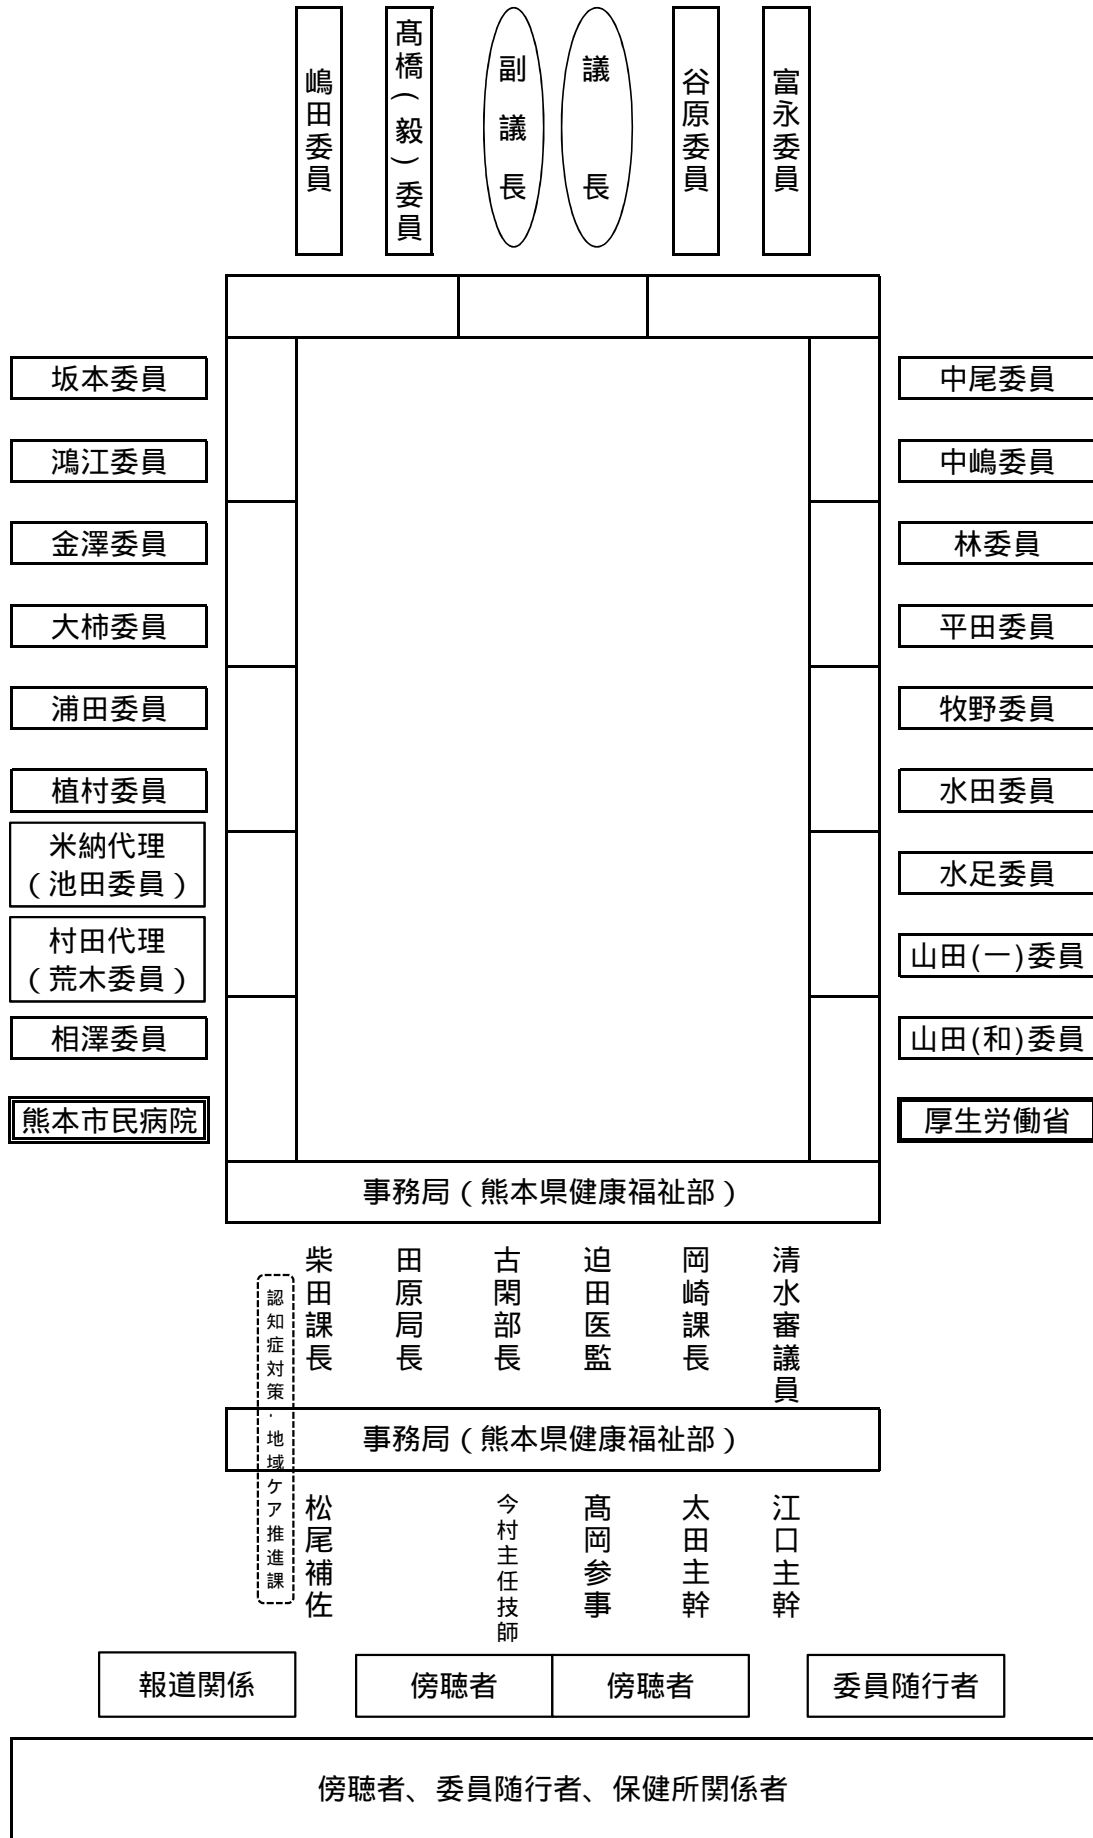 嶋田委員
髙橋(毅)委員
副議長
議長
谷原委員
富永委員
坂本委員
鴻江委員
金澤委員
大柿委員
浦田委員
植村委員
米納代理
(池田委員)
村田代理
(荒木委員)
相澤委員
熊本市民病院
中尾委員
中嶋委員
林委員
平田委員
牧野委員
水田委員
水足委員
山田(一)委員
山田(和)委員
厚生労働省
事務局(熊本県健康福祉部)
認知症対策・地域ケア推進課
柴田課長
田原局長
古閑部長
迫田医監
岡崎課長
清水審議員
事務局(熊本県健康福祉部)
松尾補佐
今村主任技師
髙岡参事
太田主幹
江口主幹
報道関係
傍聴者
傍聴者
委員随行者
傍聴者、委員随行者、保健所関係者